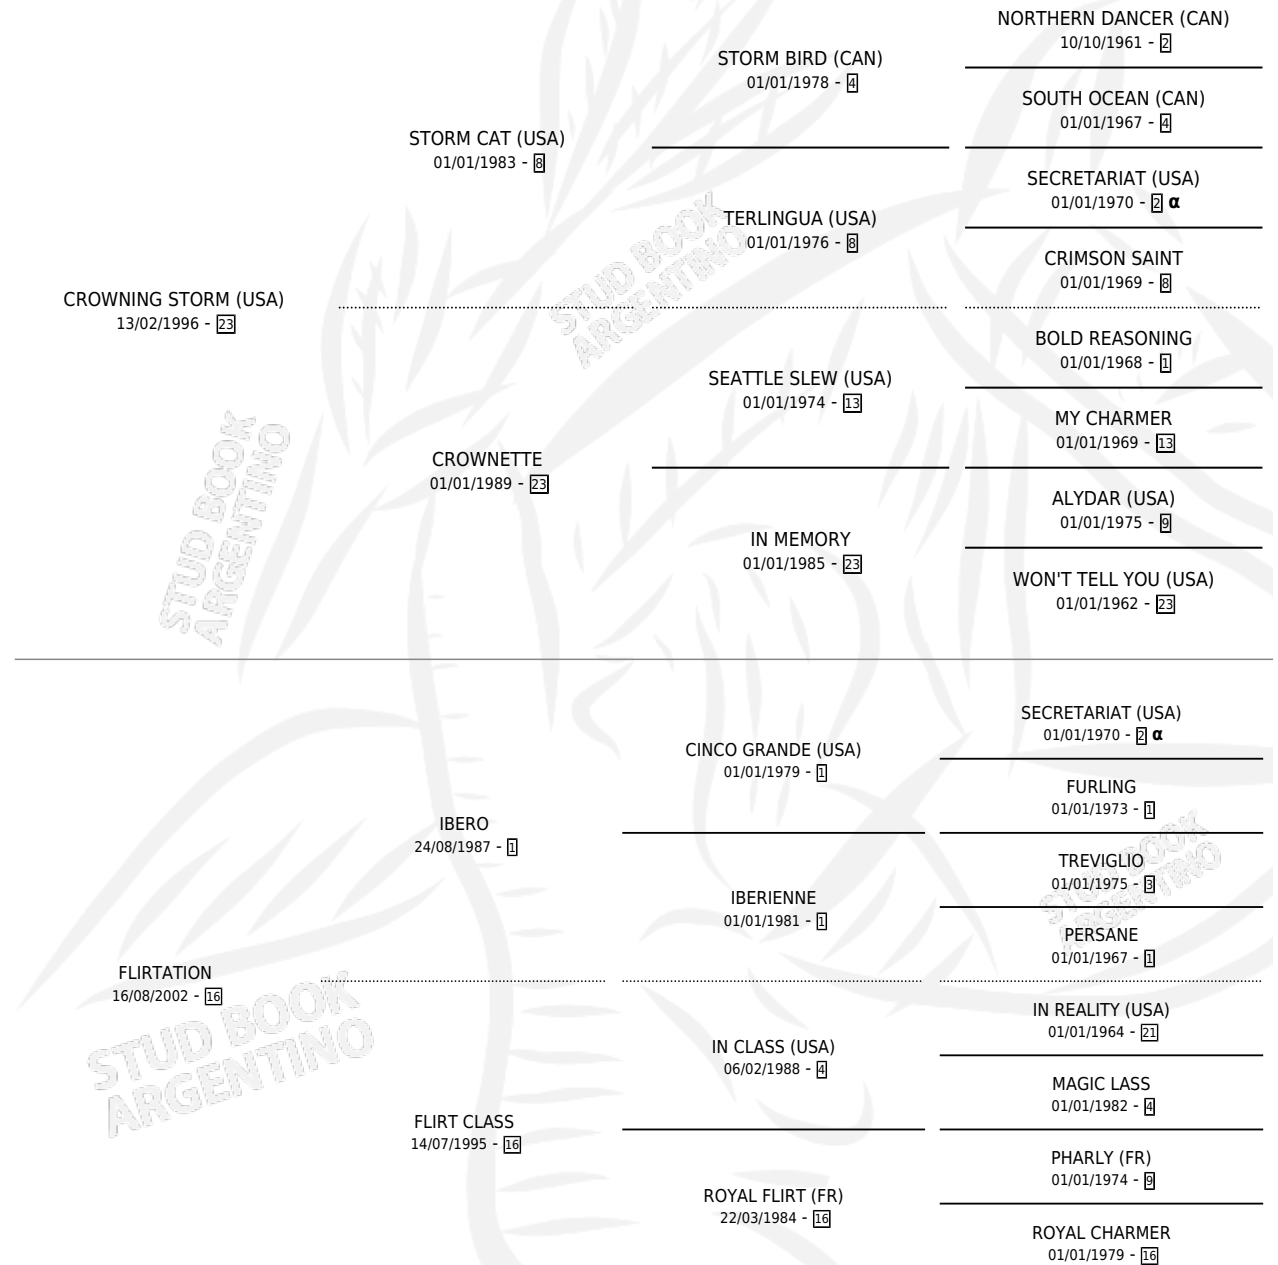 NORTHERN DANCER (CAN)
10/10/1961 - 2
STORM BIRD (CAN)
01/01/1978 - 4
SOUTH OCEAN (CAN)
01/01/1967 - 4
STORM CAT (USA)
01/01/1983 - 8
SECRETARIAT (USA)
01/01/1970 - 2 α
TERLINGUA (USA)
01/01/1976 - 8
CRIMSON SAINT
01/01/1969 - 8
CROWNING STORM (USA)
13/02/1996 - 23
BOLD REASONING
01/01/1968 - 1
SEATTLE SLEW (USA)
01/01/1974 - 13
MY CHARMER
01/01/1969 - 13
CROWNETTE
01/01/1989 - 23
ALYDAR (USA)
01/01/1975 - 9
IN MEMORY
01/01/1985 - 23
WON'T TELL YOU (USA)
01/01/1962 - 23
SECRETARIAT (USA)
01/01/1970 - 2 α
CINCO GRANDE (USA)
01/01/1979 - 1
FURLING
01/01/1973 - 1
IBERO
24/08/1987 - 1
TREVIGLIO
01/01/1975 - 3
IBERIENNE
01/01/1981 - 1
PERSANE
01/01/1967 - 1
FLIRTATION
16/08/2002 - 16
IN REALITY (USA)
01/01/1964 - 21
IN CLASS (USA)
06/02/1988 - 4
MAGIC LASS
01/01/1982 - 4
FLIRT CLASS
14/07/1995 - 16
PHARLY (FR)
01/01/1974 - 9
ROYAL FLIRT (FR)
22/03/1984 - 16
ROYAL CHARMER
01/01/1979 - 16
STUD BOOK
ARGENTINO
STUD BOOK
ARGENTINO
STUD BOOK
ARGENTINO
STUD BOOK
ARGENTINO